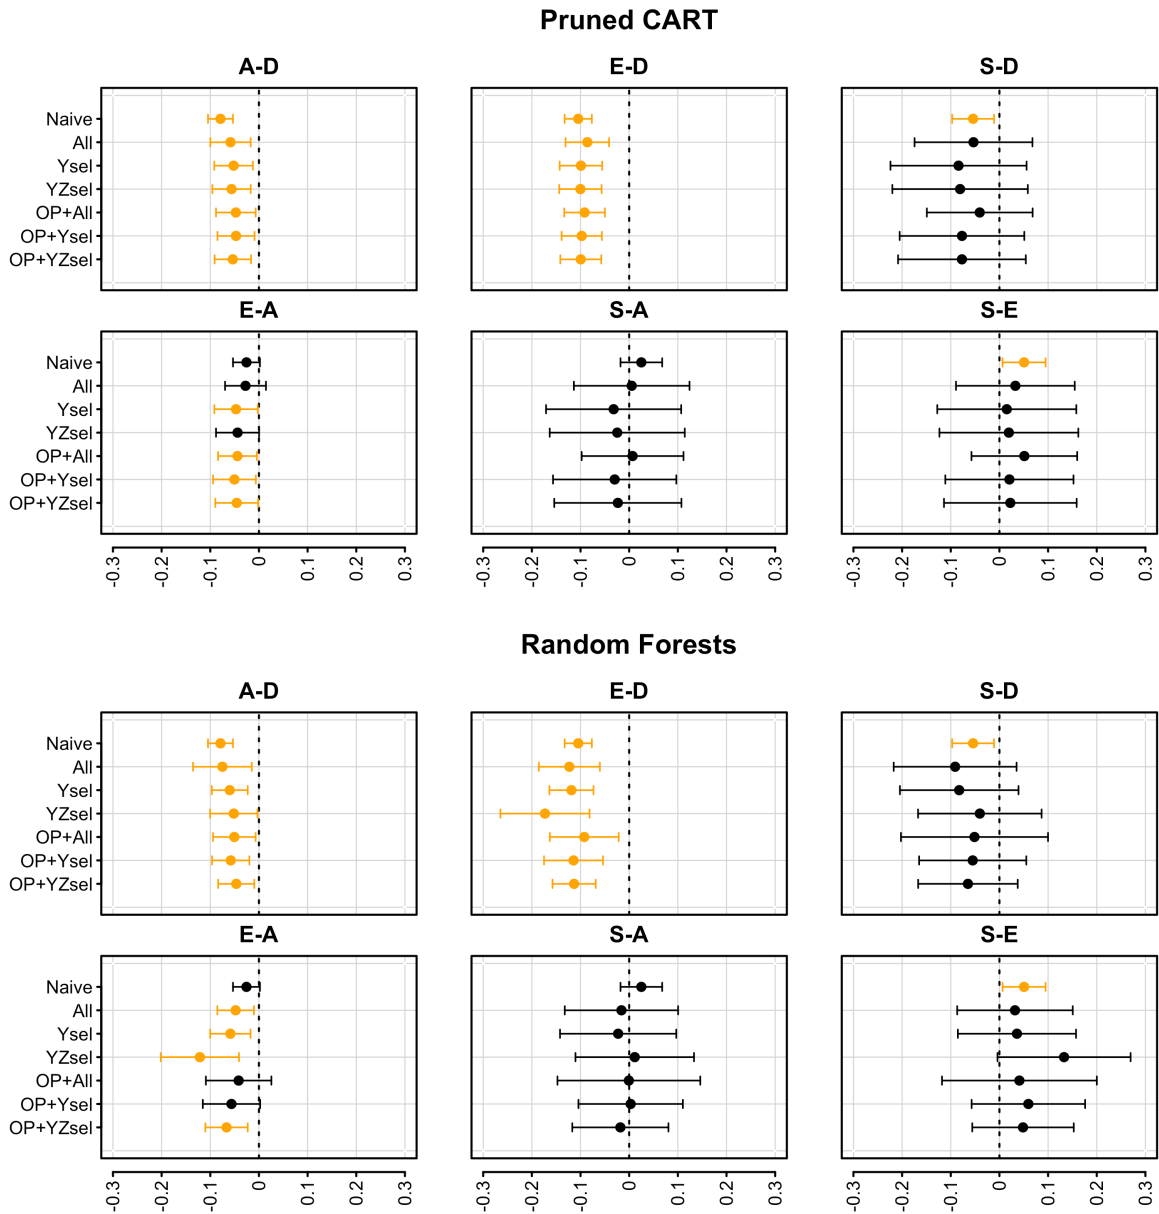 Pruned CART
A-D E-D S-D
Naive
All
Ysel
YZsel
OP+All
OP+Ysel
OP+YZsel
E-A S-A S-E
Naive
All
Ysel
YZsel
OP+All
OP+Ysel
OP+YZsel
-0.3 -0.2 -0.1 0 0.1 0.2 0.3 -0.3 -0.2 -0.1 0 0.1 0.2 0.3 -0.3 -0.2 -0.1 0 0.1 0.2 0.3
Random Forests
A-D E-D S-D
Naive
All
Ysel
YZsel
OP+All
OP+Ysel
OP+YZsel
E-A S-A S-E
Naive
All
Ysel
YZsel
OP+All
OP+Ysel
OP+YZsel
-0.3 -0.2 -0.1 0 0.1 0.2 0.3 -0.3 -0.2 -0.1 0 0.1 0.2 0.3 -0.3 -0.2 -0.1 0 0.1 0.2 0.3